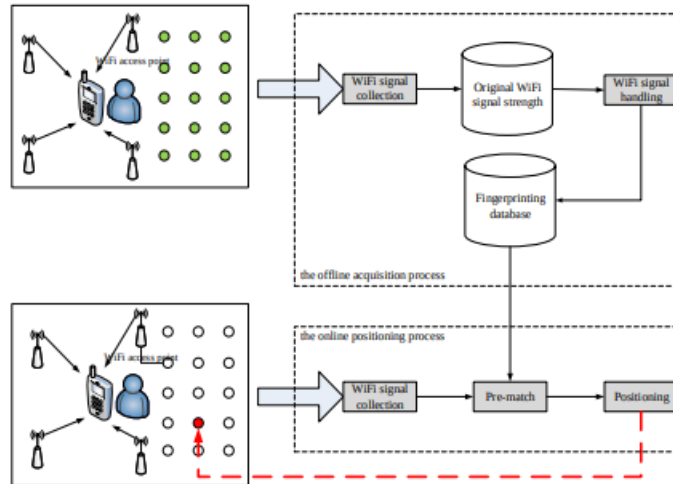 WiFi access point
WiFi signal
collection
Original WiFi
signal strength
WiFi signal
handling
Fingerprinting
database
the offline acquisition process
WiFi access point
the online positioning process
WiFi signal
collection
Pre-match
Positioning